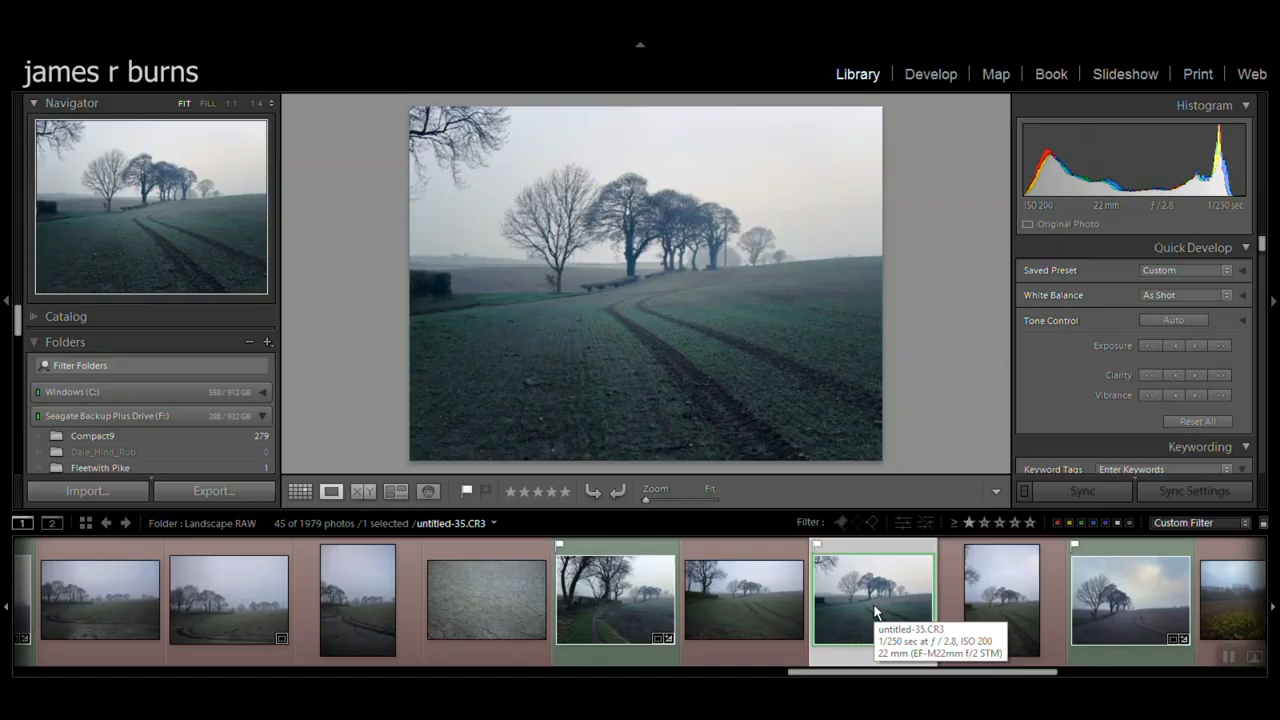 james r burns
Library | Develop | Map | Book | Slideshow | Print | Web
Navigator FIT FILL 1:1 1:4
Histogram
ISO 200 22 mm ƒ / 2.8 1/250 sec
Original Photo
Quick Develop
Saved Preset Custom
White Balance As Shot
Tone Control Auto
Exposure
Clarity
Vibrance
Reset All
Keywording
Keyword Tags Enter Keywords
Catalog
Folders
Filter Folders
Windows (C:) 558 / 912 GB
Seagate Backup Plus Drive (F:) 288 / 932 GB
Compact9 279
Dale_Hind_Rob 0
Fleetwith Pike 1
Import... Export...
X Y
Zoom Fit
Sync Sync Settings
1 2 Folder : Landscape RAW 45 of 1979 photos /1 selected /untitled-35.CR3 Filter : ≥ Custom Filter
untitled-35.CR3
1/250 sec at ƒ / 2.8, ISO 200
22 mm (EF-M22mm f/2 STM)